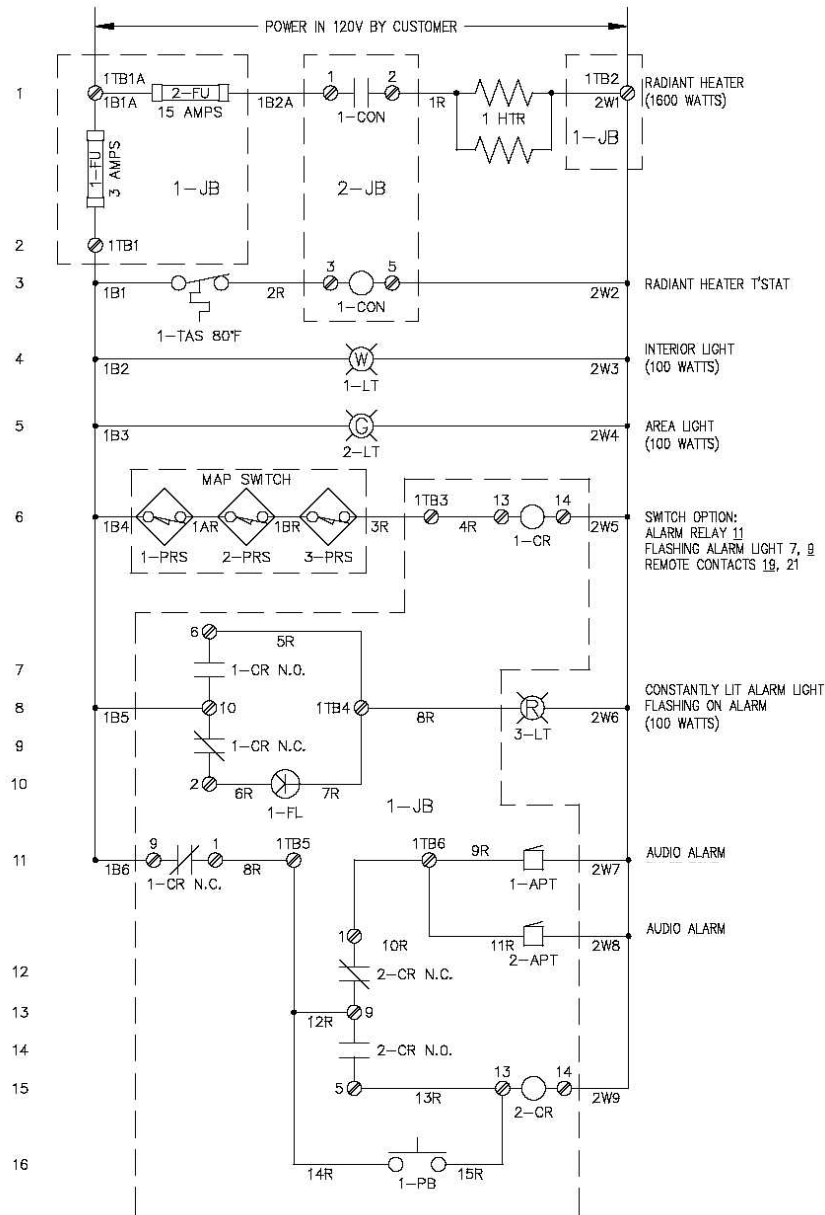 POWER IN 120V BY CUSTOMER
1
1TB1A
1B1A
2-FU
15 AMPS
1B2A
1
2
1-CON
1R
1 HTR
1TB2
2W1
1-JB
RADIANT HEATER
(1600 WATTS)
1-FU
3 AMPS
1-JB
2-JB
2
1TB1
3
1B1
1-TAS 80°F
2R
3
5
1-CON
2W2
RADIANT HEATER T'STAT
4
1B2
W
1-LT
2W3
INTERIOR LIGHT
(100 WATTS)
5
1B3
G
2-LT
2W4
AREA LIGHT
(100 WATTS)
MAP SWITCH
6
1B4
1-PRS
1AR
2-PRS
1BR
3-PRS
3R
1TB3
4R
13
14
1-CR
2W5
SWITCH OPTION:
ALARM RELAY 11
FLASHING ALARM LIGHT 7, 9
REMOTE CONTACTS 19, 21
6
5R
7
1-CR N.O.
8
1B5
10
1TB4
8R
R
3-LT
2W6
CONSTANTLY LIT ALARM LIGHT
FLASHING ON ALARM
(100 WATTS)
9
1-CR N.C.
10
2
6R
1-FL
7R
1-JB
11
1B6
9
1
1-CR N.C.
8R
1TB5
1TB6
9R
1-APT
2W7
AUDIO ALARM
1
10R
11R
2-APT
2W8
AUDIO ALARM
12
2-CR N.C.
13
12R
9
14
2-CR N.O.
15
5
13R
13
14
2-CR
2W9
16
14R
1-PB
15R